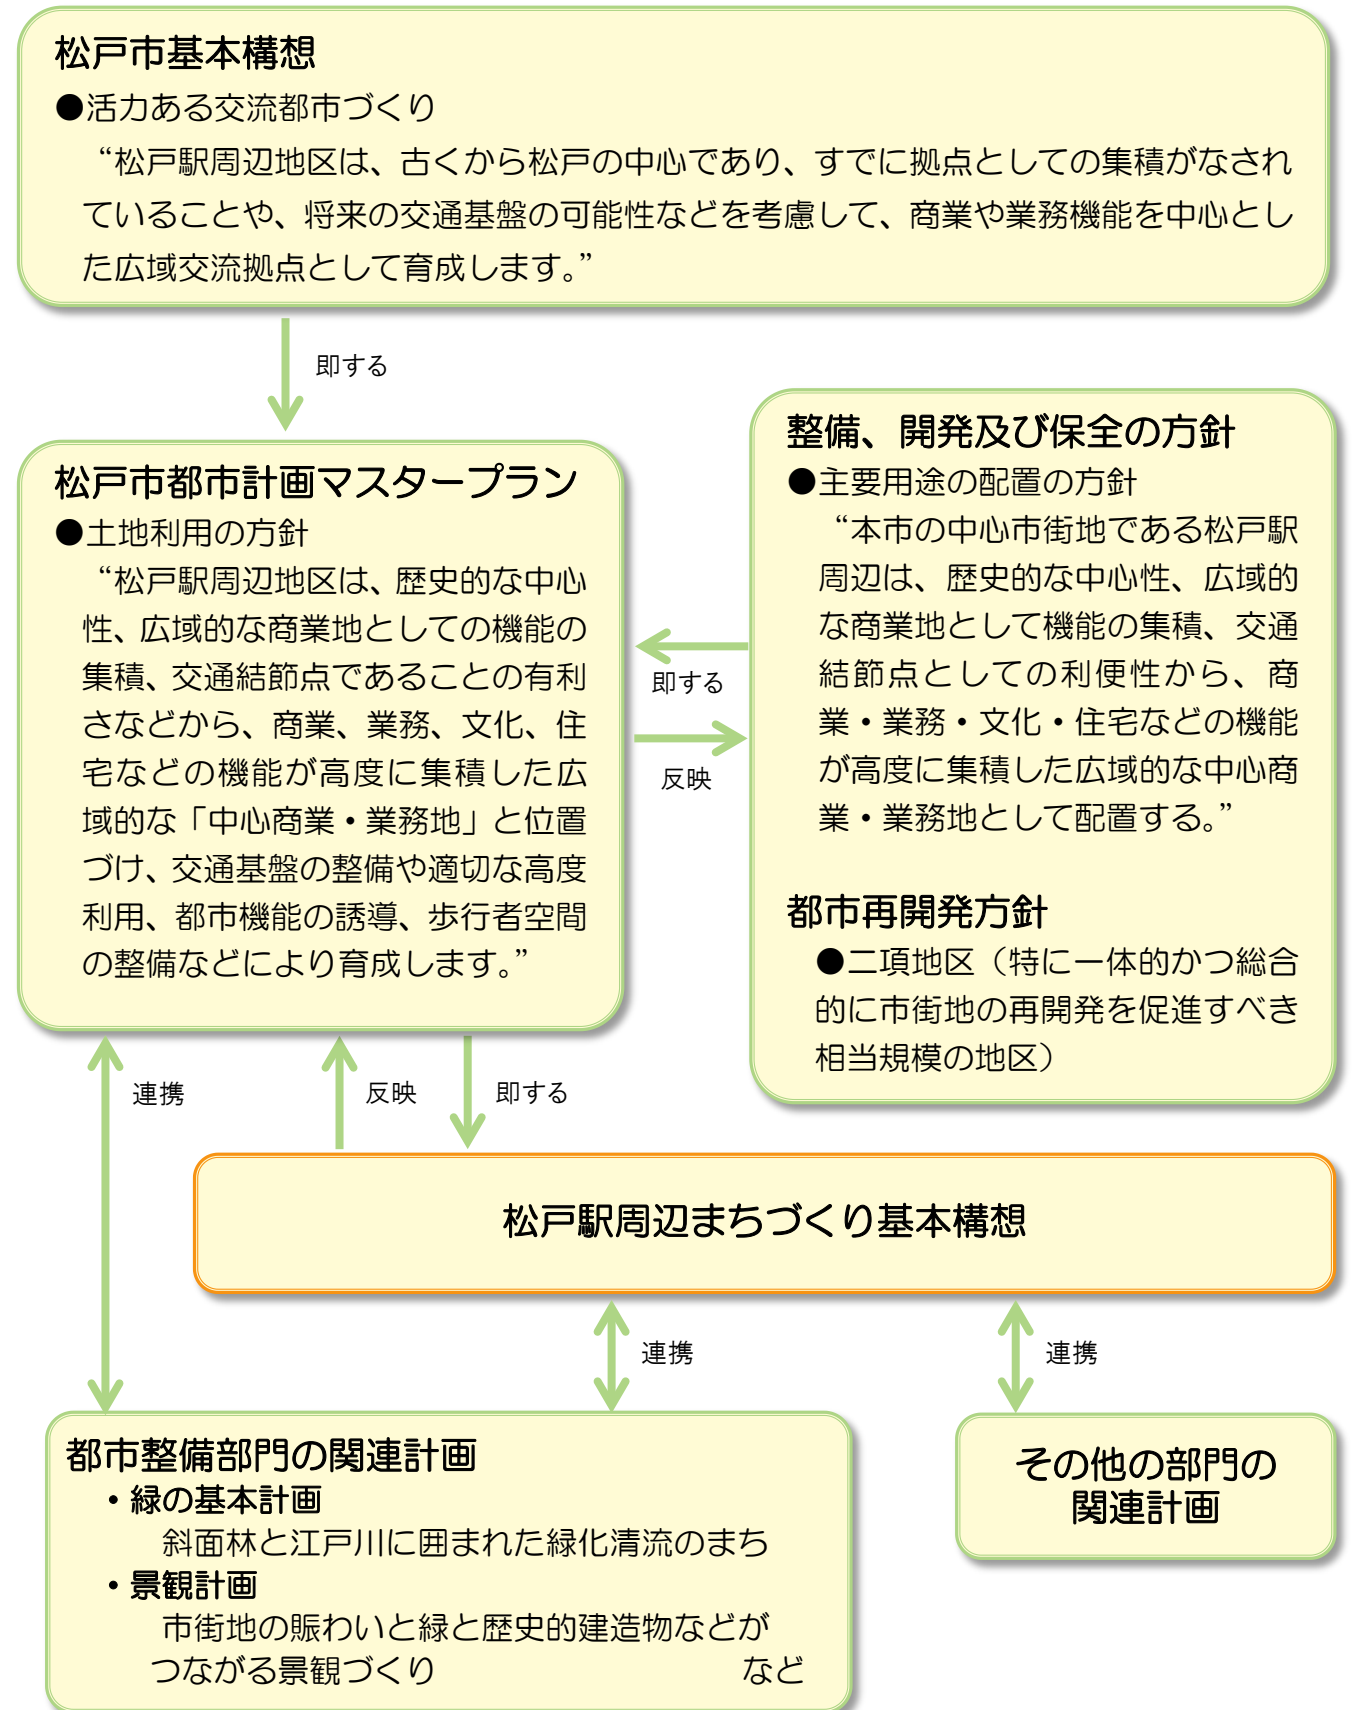 松戸市基本構想
●活力ある交流都市づくり
“松戸駅周辺地区は、古くから松戸の中心であり、すでに拠点としての集積がなされ
ていることや、将来の交通基盤の可能性などを考慮して、商業や業務機能を中心とし
た広域交流拠点として育成します。”
即する
松戸市都市計画マスタープラン
●土地利用の方針
“松戸駅周辺地区は、歴史的な中心
性、広域的な商業地としての機能の
集積、交通結節点であることの有利
さなどから、商業、業務、文化、住
宅などの機能が高度に集積した広
域的な「中心商業・業務地」と位置
づけ、交通基盤の整備や適切な高度
利用、都市機能の誘導、歩行者空間
の整備などにより育成します。”
即する
反映
整備、開発及び保全の方針
●主要用途の配置の方針
“本市の中心市街地である松戸駅
周辺は、歴史的な中心性、広域的
な商業地として機能の集積、交通
結節点としての利便性から、商
業・業務・文化・住宅などの機能
が高度に集積した広域的な中心商
業・業務地として配置する。”
都市再開発方針
●二項地区（特に一体的かつ総合
的に市街地の再開発を促進すべき
相当規模の地区）
連携
反映
即する
松戸駅周辺まちづくり基本構想
連携
連携
都市整備部門の関連計画
・緑の基本計画
斜面林と江戸川に囲まれた緑化清流のまち
・景観計画
市街地の賑わいと緑と歴史的建造物などが
つながる景観づくり など
その他の部門の
関連計画